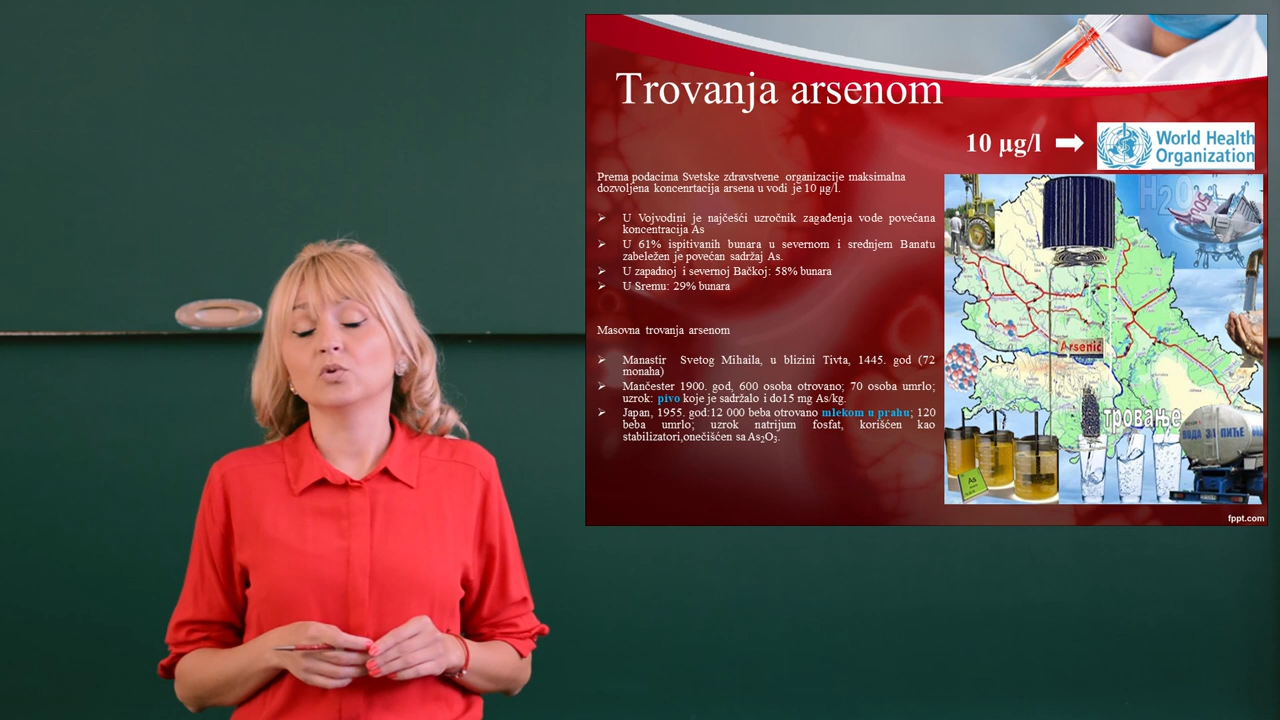 Trovanja arsenom
10 µg/l
World Health
Organization
Prema podacima Svetske zdravstvene organizacije maksimalna
dozvoljena koncenrtacija arsena u vodi je 10 µg/l.
U Vojvodini je najčešći uzročnik zagađenja vode povećana
koncentracija As
U 61% ispitivanih bunara u severnom i srednjem Banatu
zabeležen je povećan sadržaj As.
U zapadnoj i severnoj Bačkoj: 58% bunara
U Sremu: 29% bunara
Masovna trovanja arsenom
Manastir Svetog Mihaila, u blizini Tivta, 1445. god (72
monaha)
Mančester 1900. god, 600 osoba otrovano; 70 osoba umrlo;
uzrok: pivo koje je sadržalo i do15 mg As/kg.
Japan, 1955. god:12 000 beba otrovano mlekom u prahu; 120
beba umrlo; uzrok natrijum fosfat, korišćen kao
stabilizatori,onečišćen sa As₂O₃.
H2O
Arsenić
тровање
ВОДА ЗА ПИЋЕ
As
fppt.com